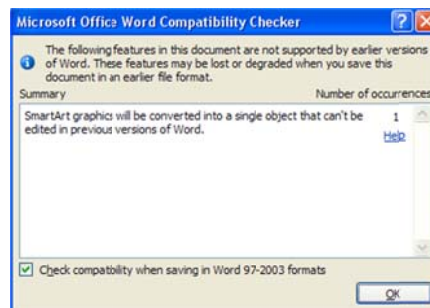 Microsoft Office Word Compatibility Checker
The following features in this document are not supported by earlier versions
of Word. These features may be lost or degraded when you save this
document in an earlier file format.
Summary Number of occurrences
SmartArt graphics will be converted into a single object that can't be 1
edited in previous versions of Word. Help
Check compatibility when saving in Word 97-2003 formats
OK